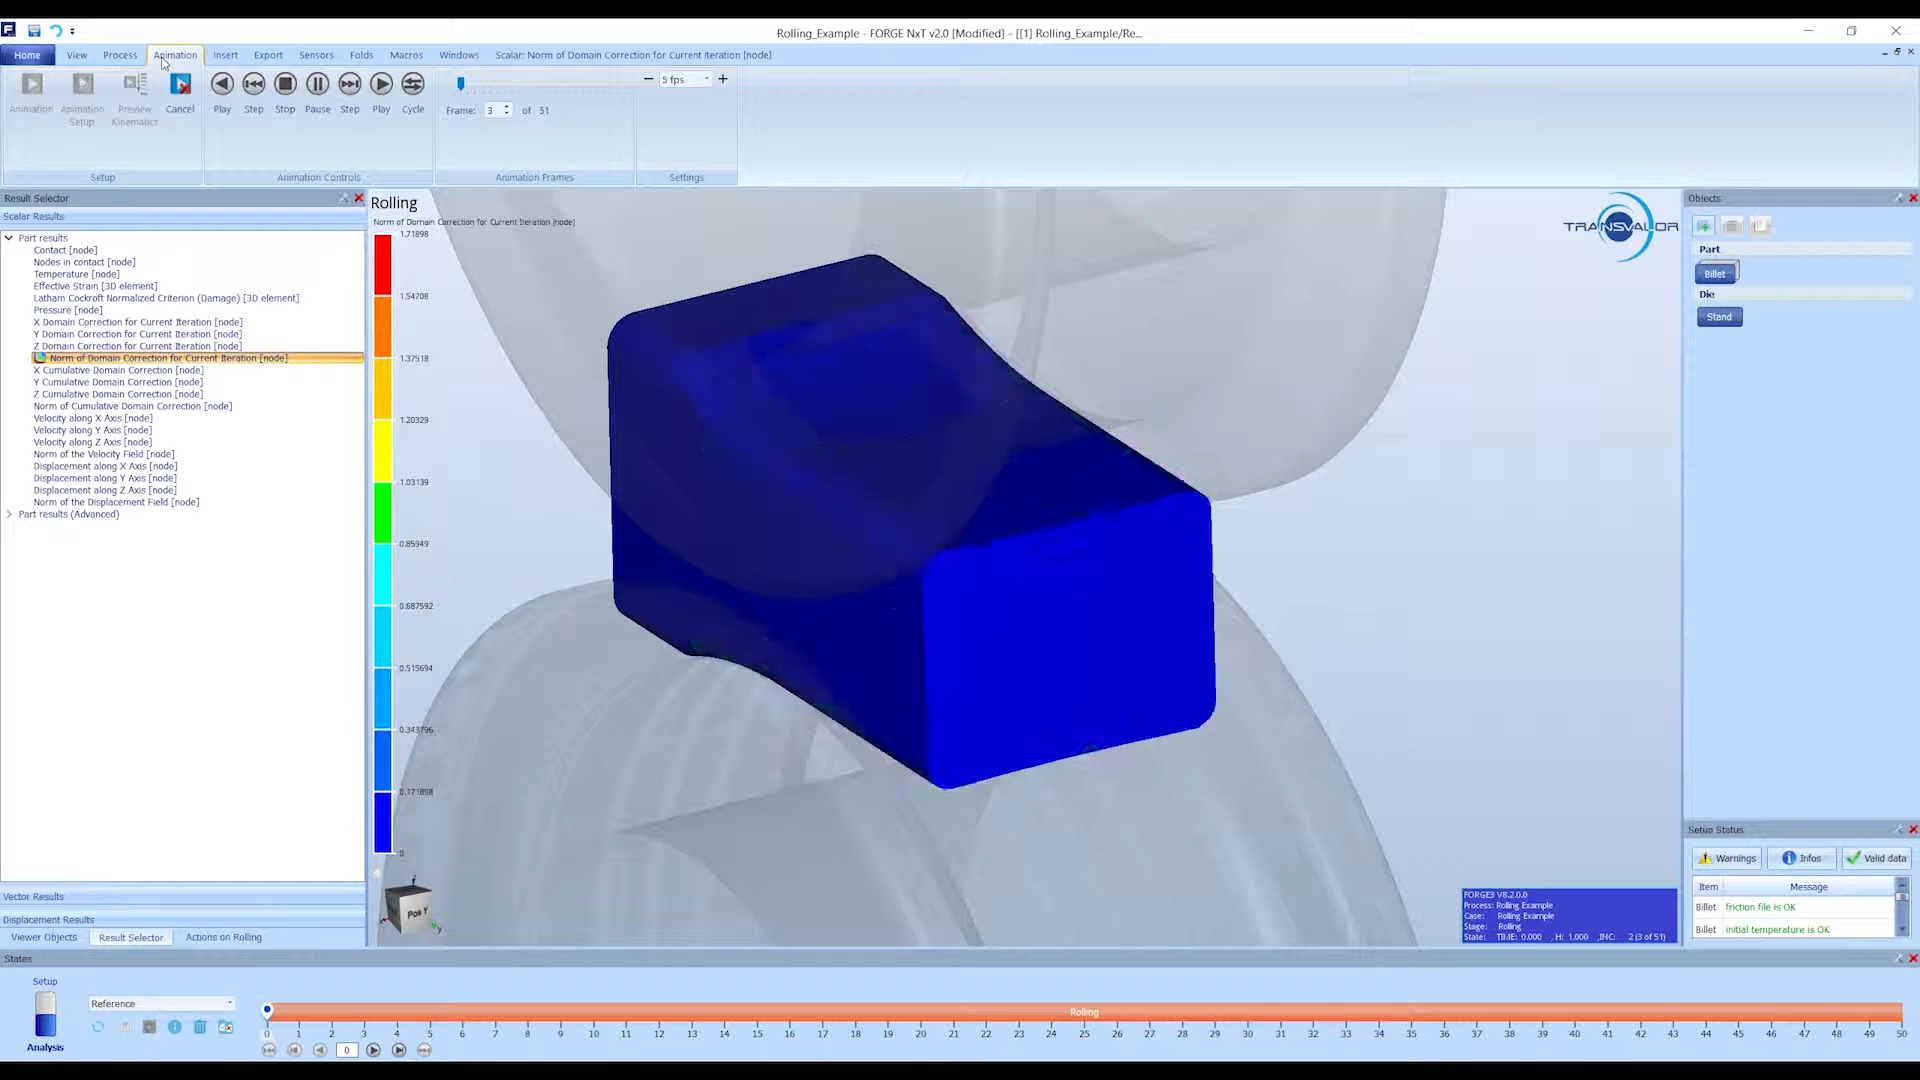 Rolling_Example - FORGE NxT v2.0 [Modified] - [[1] Rolling_Example/Re...
Home View Process Animation Insert Export Sensors Folds Macros Windows Scalar: Norm of Domain Correction for Current Iteration [node]
Animation Animation Setup Preview Kinematics Cancel Play Step Stop Pause Step Play Cycle
Frame: 3 of 51
5 fps
Setup Animation Controls Animation Frames Settings
Result Selector
Scalar Results
Part results
Contact [node]
Nodes in contact [node]
Temperature [node]
Effective Strain [3D element]
Latham Cockroft Normalized Criterion (Damage) [3D element]
Pressure [node]
X Domain Correction for Current Iteration [node]
Y Domain Correction for Current Iteration [node]
Z Domain Correction for Current Iteration [node]
Norm of Domain Correction for Current Iteration [node]
X Cumulative Domain Correction [node]
Y Cumulative Domain Correction [node]
Z Cumulative Domain Correction [node]
Norm of Cumulative Domain Correction [node]
Velocity along X Axis [node]
Velocity along Y Axis [node]
Velocity along Z Axis [node]
Norm of the Velocity Field [node]
Displacement along X Axis [node]
Displacement along Y Axis [node]
Displacement along Z Axis [node]
Norm of the Displacement Field [node]
Part results (Advanced)
Vector Results
Displacement Results
Viewer Objects Result Selector Actions on Rolling
Rolling
Norm of Domain Correction for Current Iteration [node]
1.71898
1.54708
1.37518
1.20329
1.03139
0.85949
0.687592
0.515694
0.343796
0.171898
0
TRANSVALOR
Pos Y
y
FORGE3 V8.2.0.0
Process: Rolling Example
Case: Rolling Example
Stage: Rolling
State: TIME: 0.000 , H: 1.000 ,INC: 2 (3 of 51)
Objects
Part
Billet
Die
Stand
Setup Status
Warnings Infos Valid data
Item Message
Billet friction file is OK
Billet initial temperature is OK
States
Setup
Analysis
Reference
Rolling
0 1 2 3 4 5 6 7 8 9 10 11 12 13 14 15 16 17 18 19 20 21 22 23 24 25 26 27 28 29 30 31 32 33 34 35 36 37 38 39 40 41 42 43 44 45 46 47 48 49 50
0